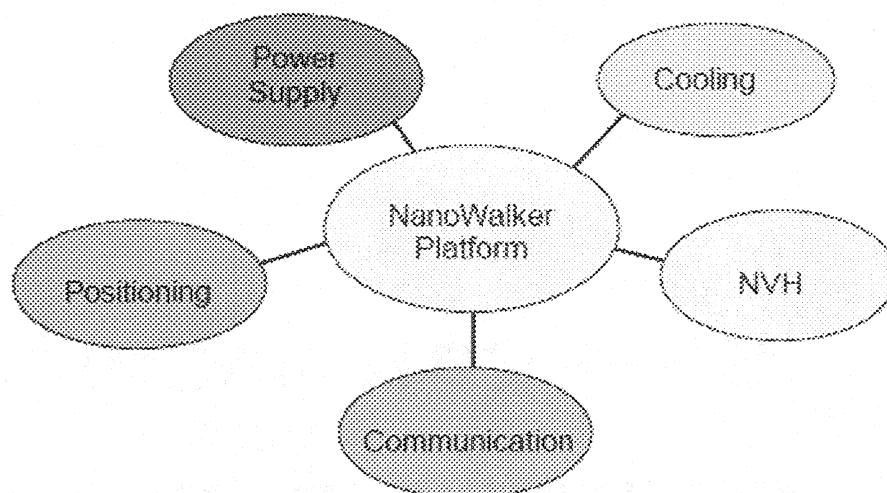 Power
Supply
Cooling
NanoWalker
Platform
Positioning
NVH
Communication